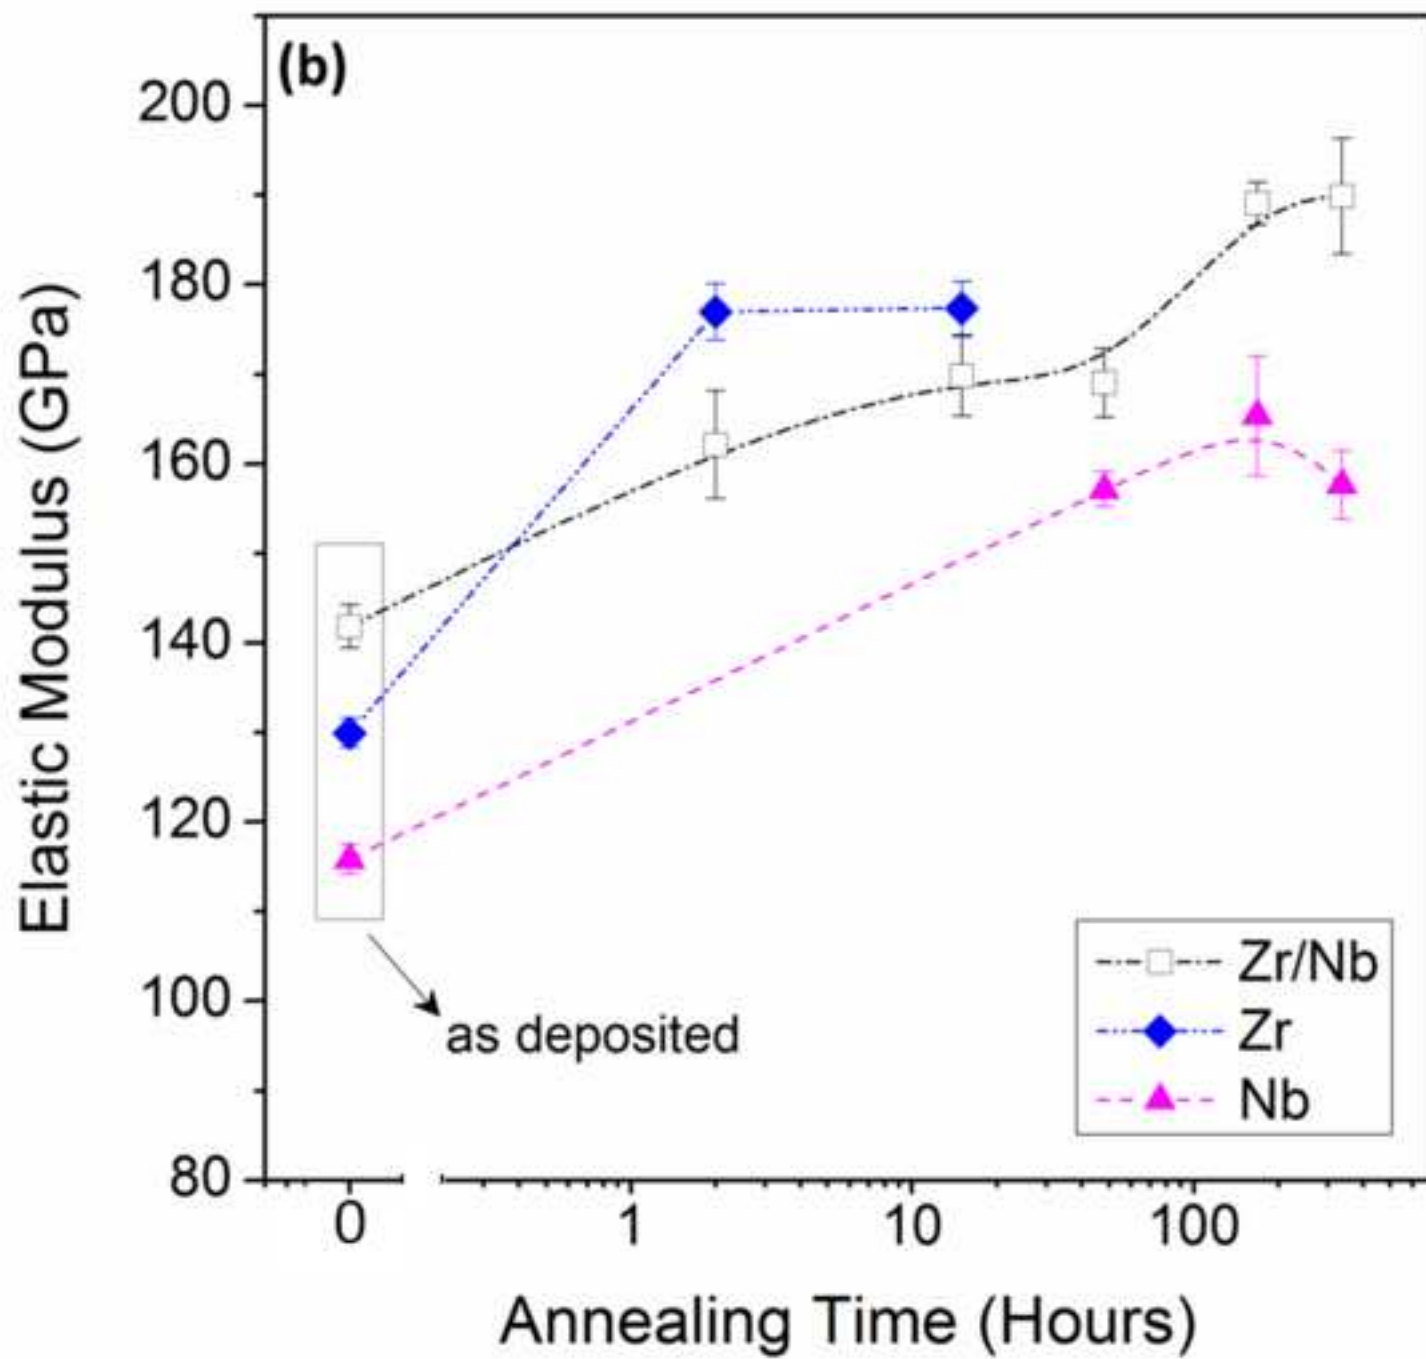 (b)
200
180
160
140
120
100
80
Elastic Modulus (GPa)
as deposited
Zr/Nb
Zr
Nb
0 1 10 100
Annealing Time (Hours)